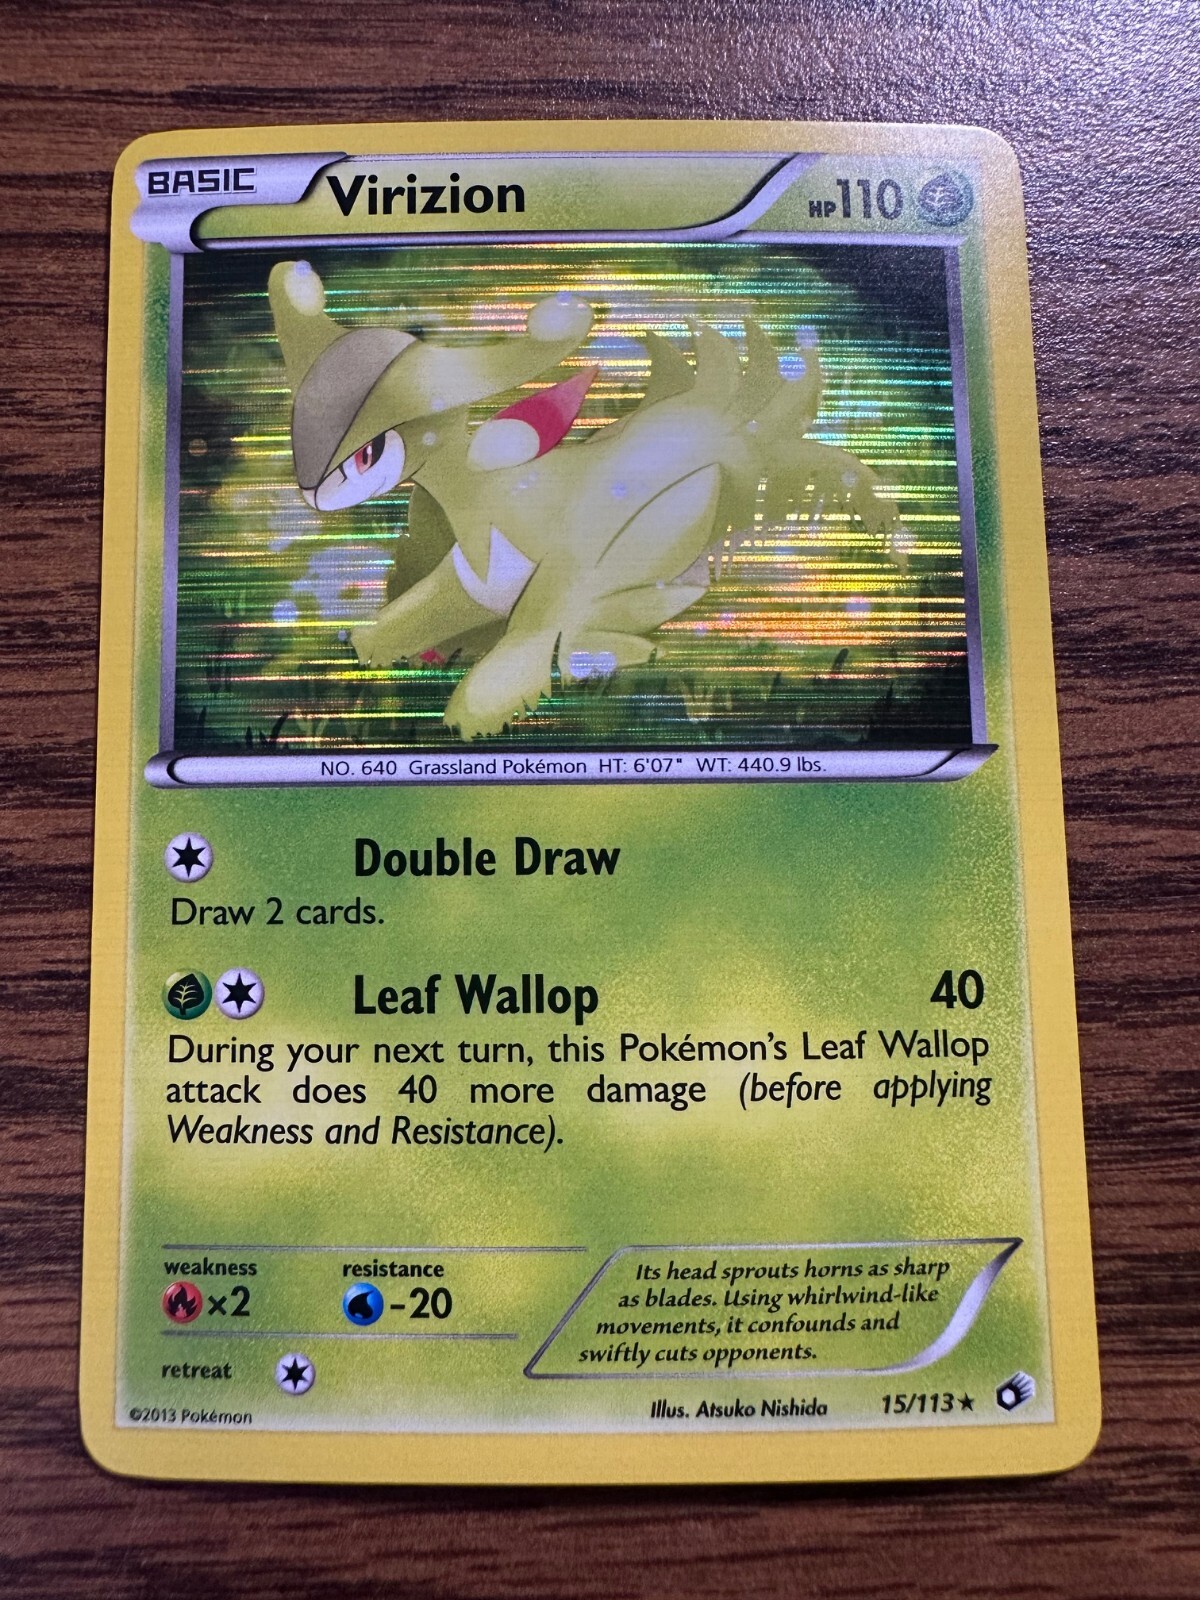 BASIC Virizion HP110
NO. 640 Grassland Pokémon HT: 6'07" WT: 440.9 lbs.
Double Draw
Draw 2 cards.
Leaf Wallop 40
During your next turn, this Pokémon's Leaf Wallop
attack does 40 more damage (before applying
Weakness and Resistance).
weakness resistance
×2 -20
retreat
Its head sprouts horns as sharp
as blades. Using whirlwind-like
movements, it confounds and
swiftly cuts opponents.
©2013 Pokémon Illus. Atsuko Nishida 15/113★